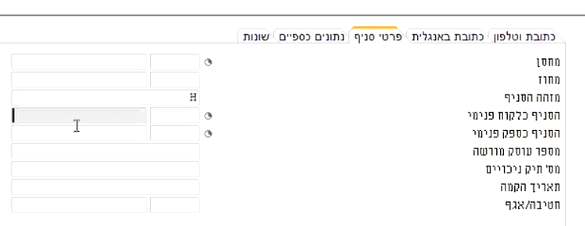 כתובת וטלפון כתובת באנגלית פרטי סניף נתונים כספיים שונות
מחסן
מחוז
מזהה הסניף H
הסניף כלקוח פנימי
הסניף כספק פנימי
מספר עוסק מורשה
מס' תיק ניכויים
תאריך הקמה
חטיבה/אגף